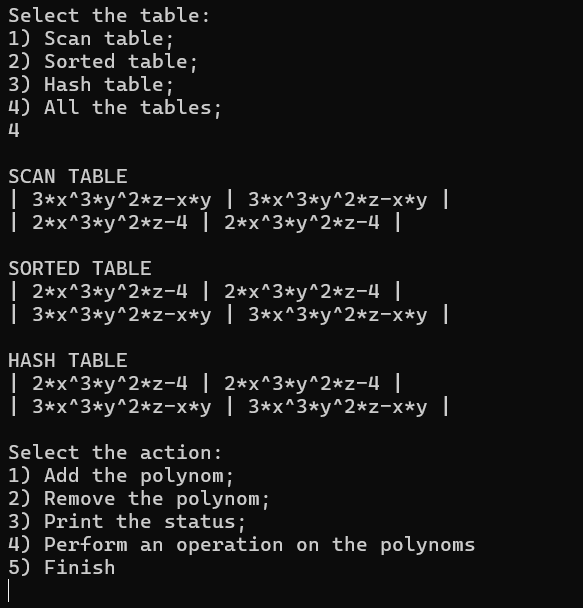 Select the table:
1) Scan table;
2) Sorted table;
3) Hash table;
4) All the tables;
4
SCAN TABLE
| 3*x^3*y^2*z-x*y | 3*x^3*y^2*z-x*y |
| 2*x^3*y^2*z-4 | 2*x^3*y^2*z-4 |
SORTED TABLE
| 2*x^3*y^2*z-4 | 2*x^3*y^2*z-4 |
| 3*x^3*y^2*z-x*y | 3*x^3*y^2*z-x*y |
HASH TABLE
| 2*x^3*y^2*z-4 | 2*x^3*y^2*z-4 |
| 3*x^3*y^2*z-x*y | 3*x^3*y^2*z-x*y |
Select the action:
1) Add the polynom;
2) Remove the polynom;
3) Print the status;
4) Perform an operation on the polynoms
5) Finish